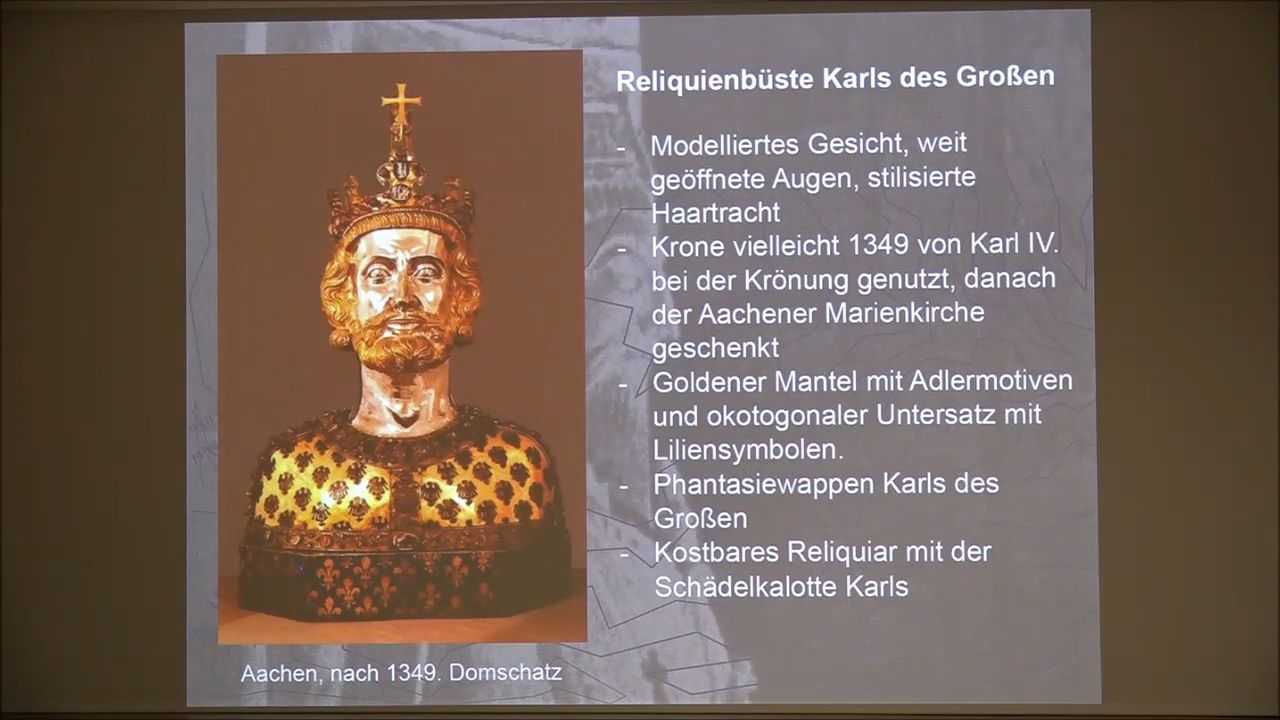 Reliquienbüste Karls des Großen
- Modelliertes Gesicht, weit
geöffnete Augen, stilisierte
Haartracht
- Krone vielleicht 1349 von Karl IV.
bei der Krönung genutzt, danach
der Aachener Marienkirche
geschenkt
- Goldener Mantel mit Adlermotiven
und okotogonaler Untersatz mit
Liliensymbolen.
- Phantasiewappen Karls des
Großen
- Kostbares Reliquiar mit der
Schädelkalotte Karls
Aachen, nach 1349. Domschatz